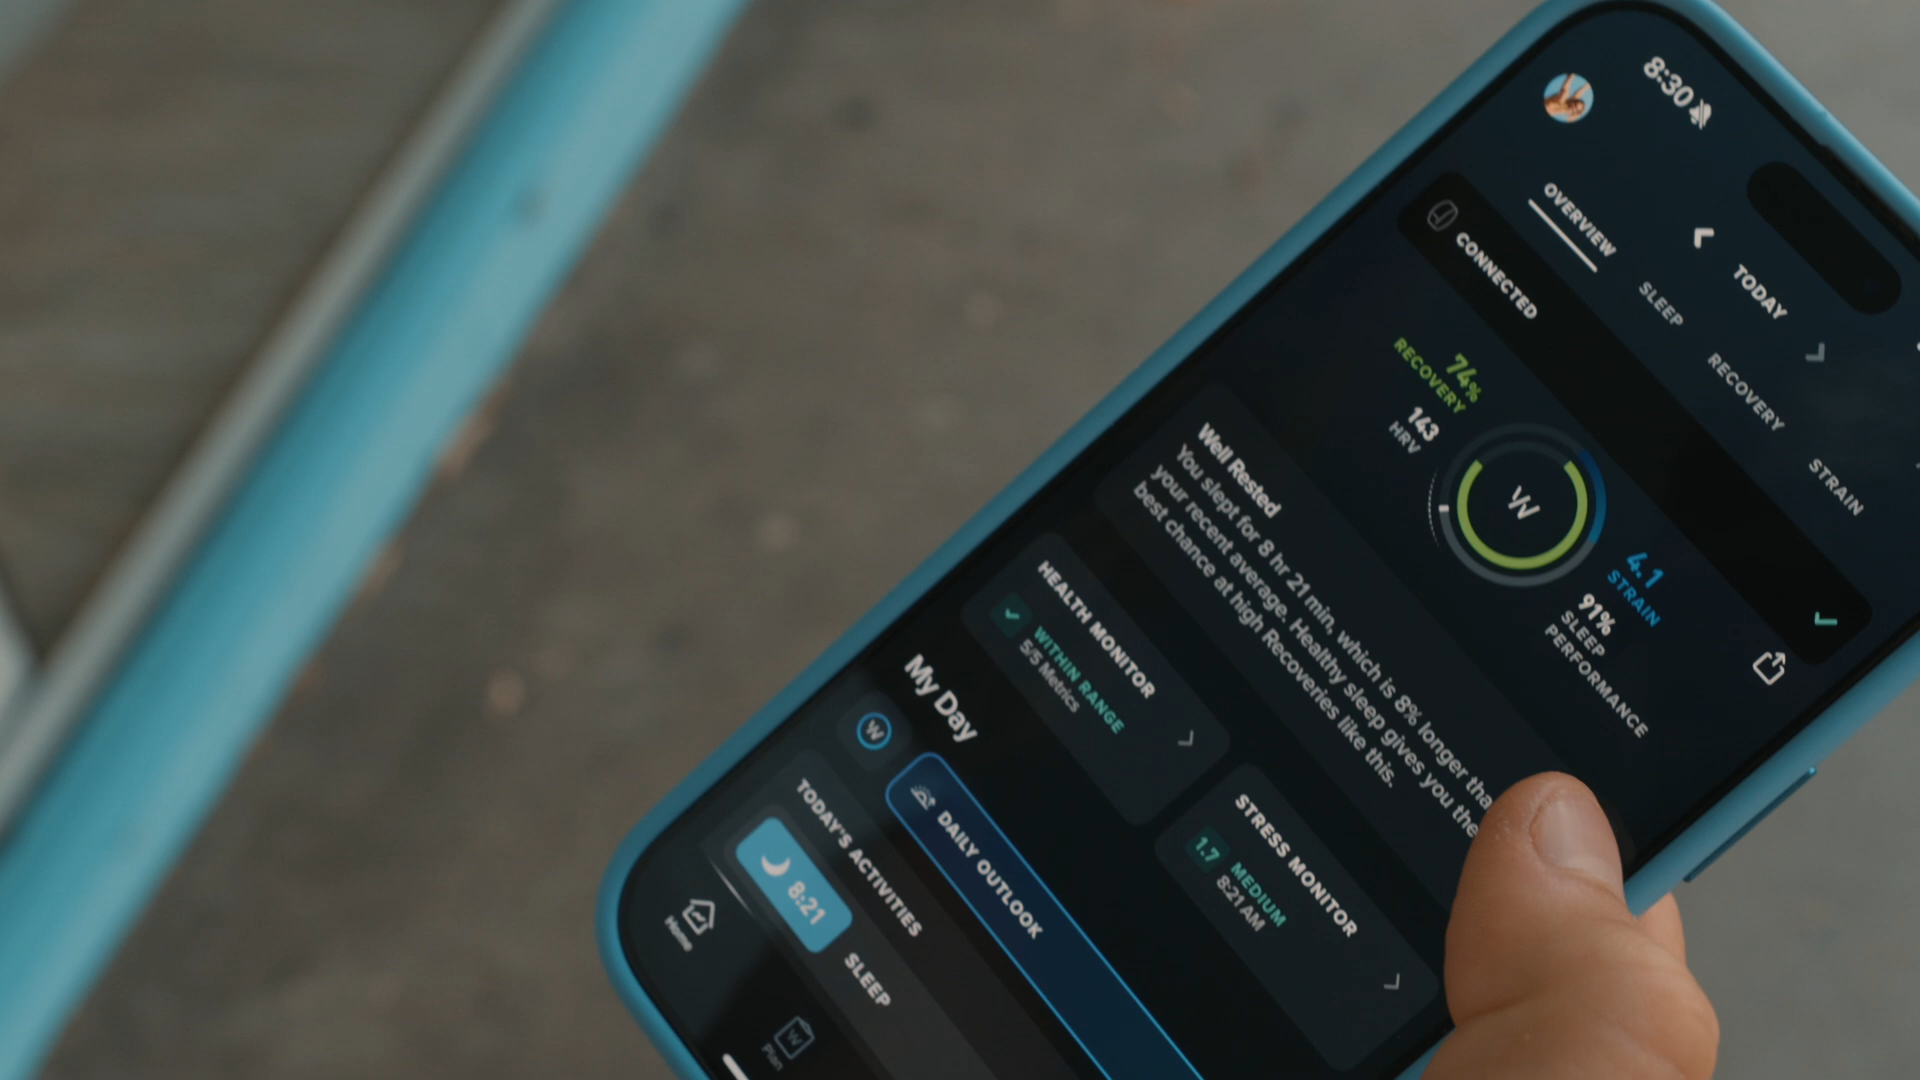 8:30
TODAY
OVERVIEW SLEEP RECOVERY STRAIN
CONNECTED
74%
RECOVERY
143
HRV
W
4.1
STRAIN
91%
SLEEP
PERFORMANCE
Well Rested
You slept for 8 hr 21 min, which is 8% longer
your recent average. Healthy sleep gives you the
best chance at high Recoveries like this.
HEALTH MONITOR
WITHIN RANGE
5/5 Metrics
STRESS MONITOR
1.7 MEDIUM
8:21 AM
My Day
W
DAILY OUTLOOK
TODAY'S ACTIVITIES
8:21 SLEEP
Home
Plan